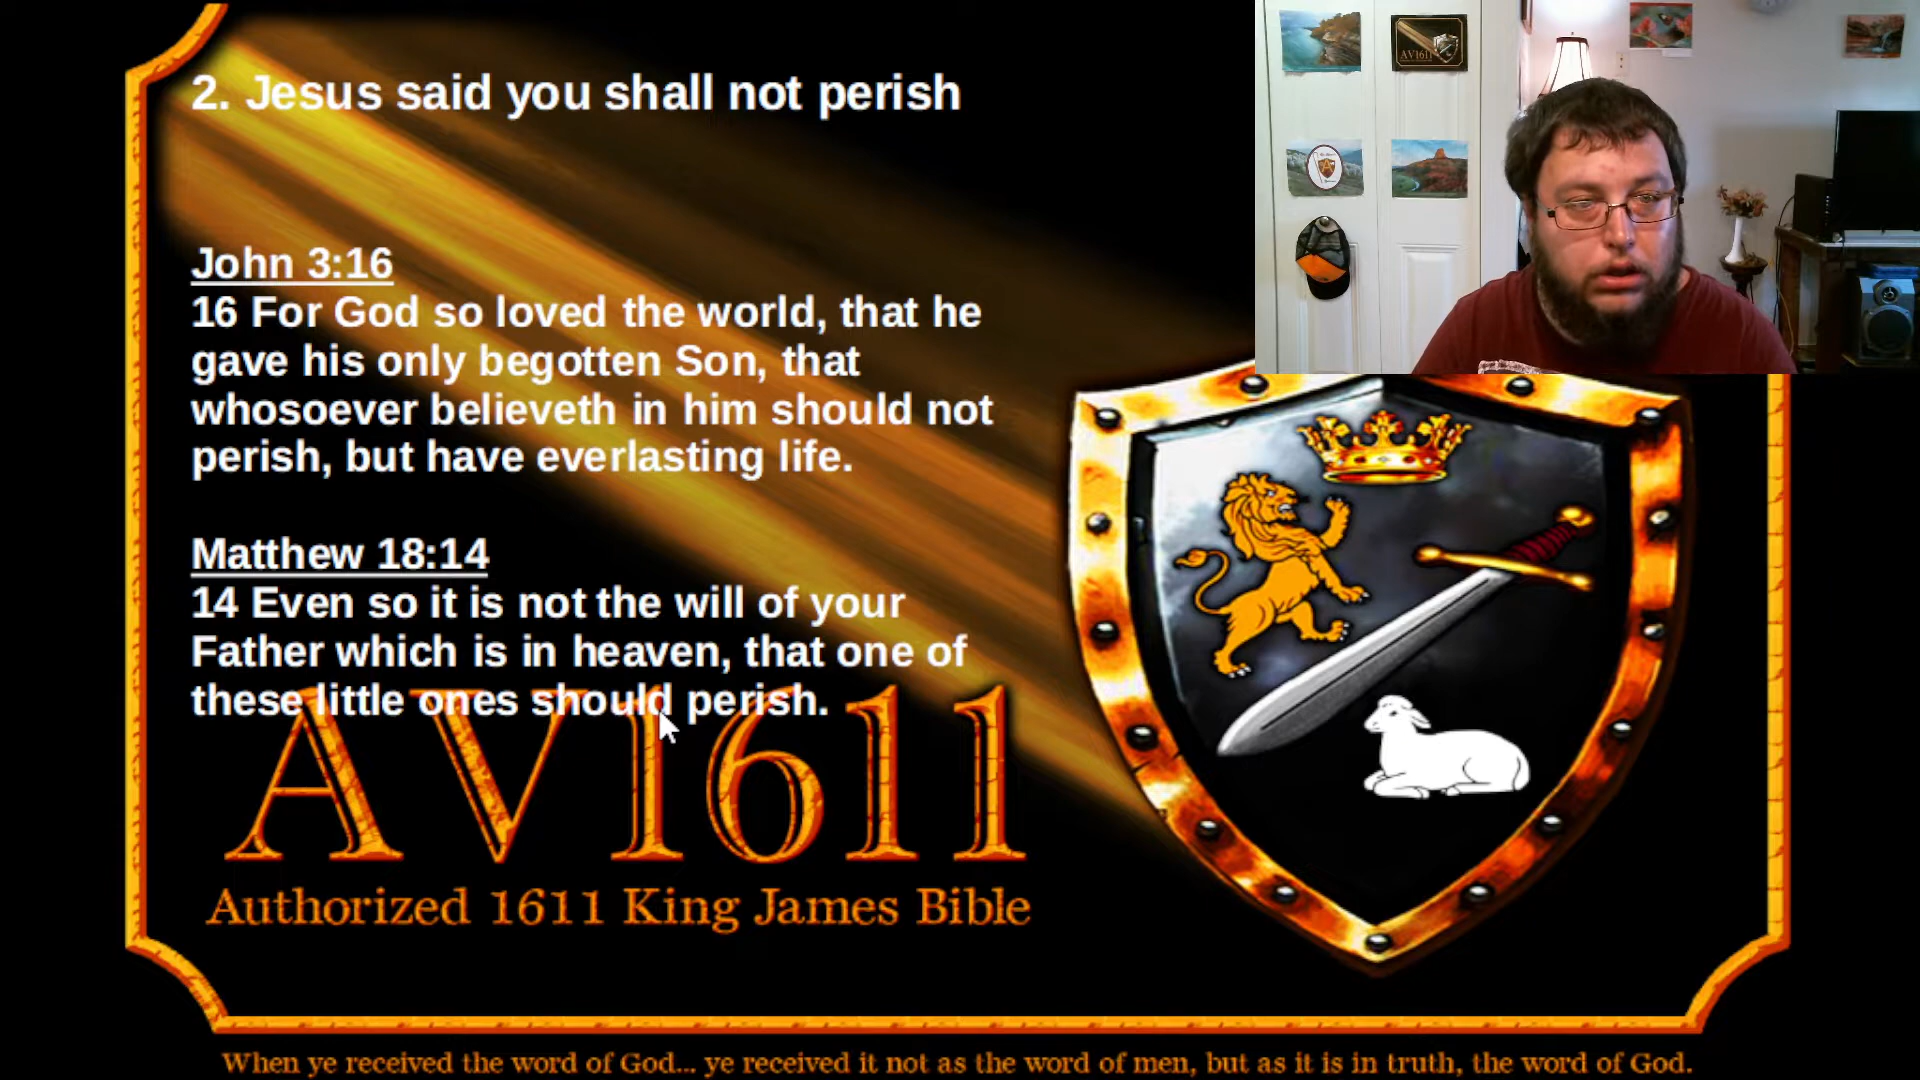 2. Jesus said you shall not perish
John 3:16
16 For God so loved the world, that he
gave his only begotten Son, that
whosoever believeth in him should not
perish, but have everlasting life.
Matthew 18:14
14 Even so it is not the will of your
Father which is in heaven, that one of
these little ones should perish.
AV1611
Authorized 1611 King James Bible
When ye received the word of God... ye received it not as the word of men, but as it is in truth, the word of God.
AV1611